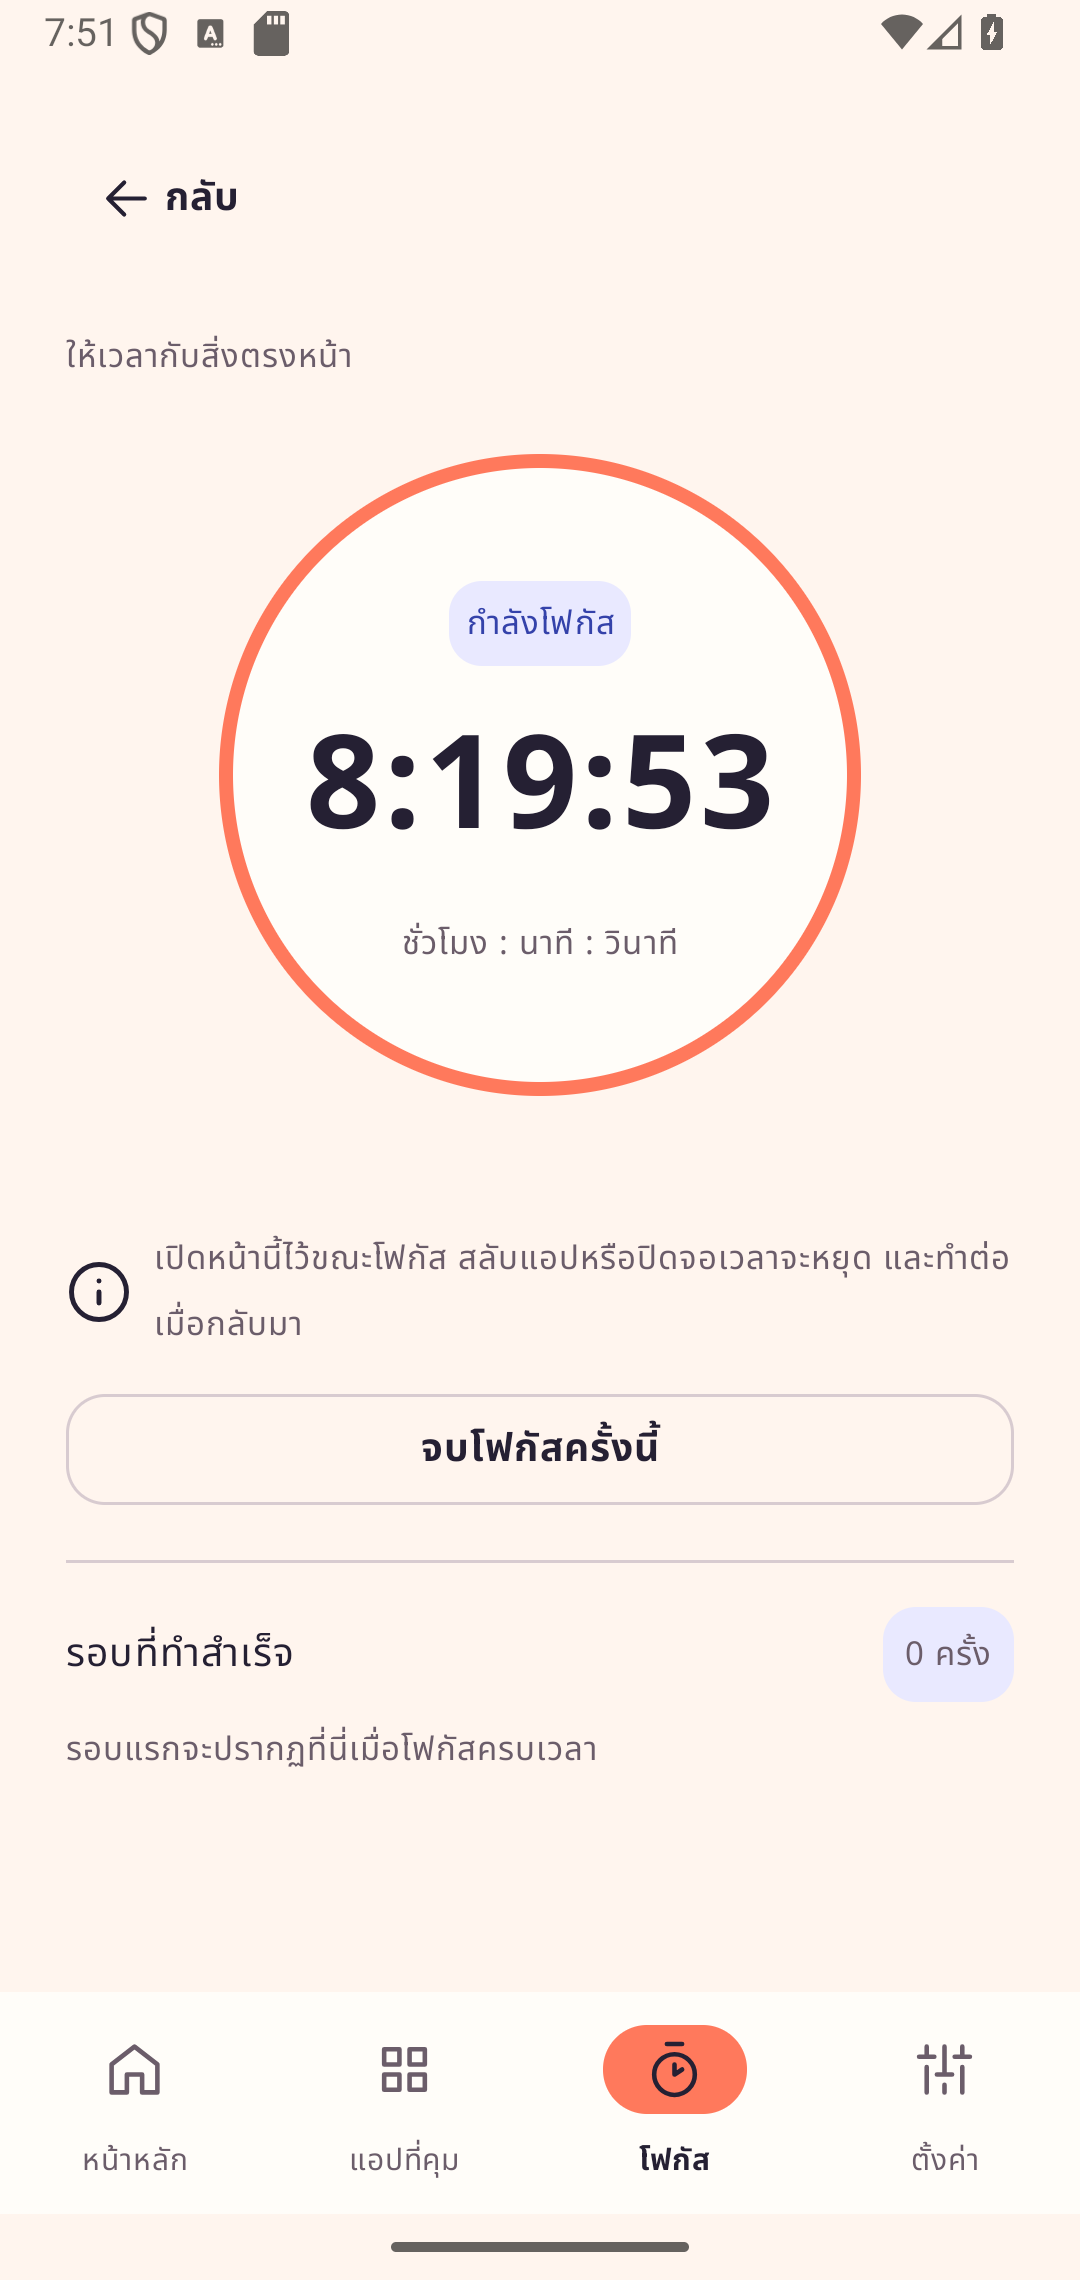 7:51
กลับ
ให้เวลากับสิ่งตรงหน้า
กำลังโฟกัส
8:19:53
ชั่วโมง : นาที : วินาที
เปิดหน้านี้ไว้ขณะโฟกัส สลับแอปหรือปิดจอเวลาจะหยุด และทำต่อ
เมื่อกลับมา
จบโฟกัสครั้งนี้
รอบที่ทำสำเร็จ
0 ครั้ง
รอบแรกจะปรากฏที่นี่เมื่อโฟกัสครบเวลา
หน้าหลัก
แอปที่คุม
โฟกัส
ตั้งค่า